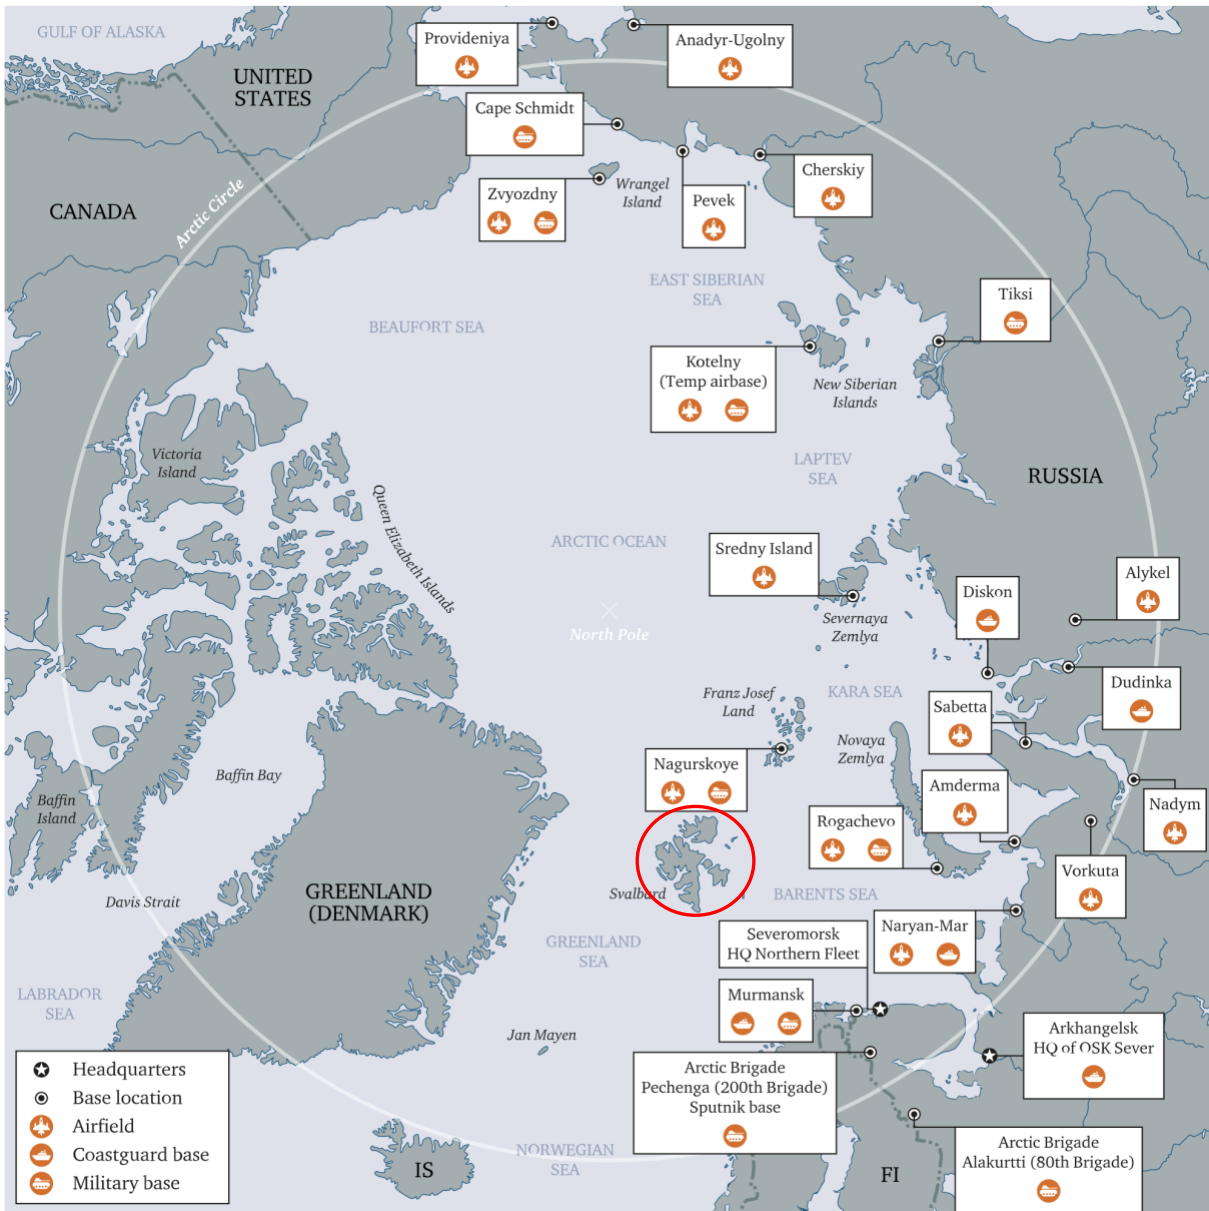 GULF OF ALASKA
UNITED
STATES
CANADA
Arctic Circle
Provideniya
Anadyr-Ugolny
Cape Schmidt
Zvyozdny
Wrangel
Island
Pevek
Cherskiy
EAST SIBERIAN
SEA
BEAUFORT SEA
Tiksi
Kotelny
(Temp airbase)
New Siberian
Islands
Victoria
Island
Queen Elizabeth Islands
LAPTEV
SEA
RUSSIA
ARCTIC OCEAN
Sredny Island
North Pole
Severnaya
Zemlya
Diskon
Alykel
Dudinka
Franz Josef
Land
KARA SEA
Sabetta
Novaya
Zemlya
Nagurskoye
Baffin Bay
Baffin
Island
Amderma
Nadym
Rogachevo
Vorkuta
Svalbard
BARENTS SEA
GREENLAND
(DENMARK)
Davis Strait
Naryan-Mar
Severomorsk
HQ Northern Fleet
GREENLAND
SEA
Murmansk
LABRADOR
SEA
Jan Mayen
Arkhangelsk
HQ of OSK Sever
Arctic Brigade
Pechenga (200th Brigade)
Sputnik base
NORWEGIAN
SEA
IS
FI
Arctic Brigade
Alakurtti (80th Brigade)
Headquarters
Base location
Airfield
Coastguard base
Military base